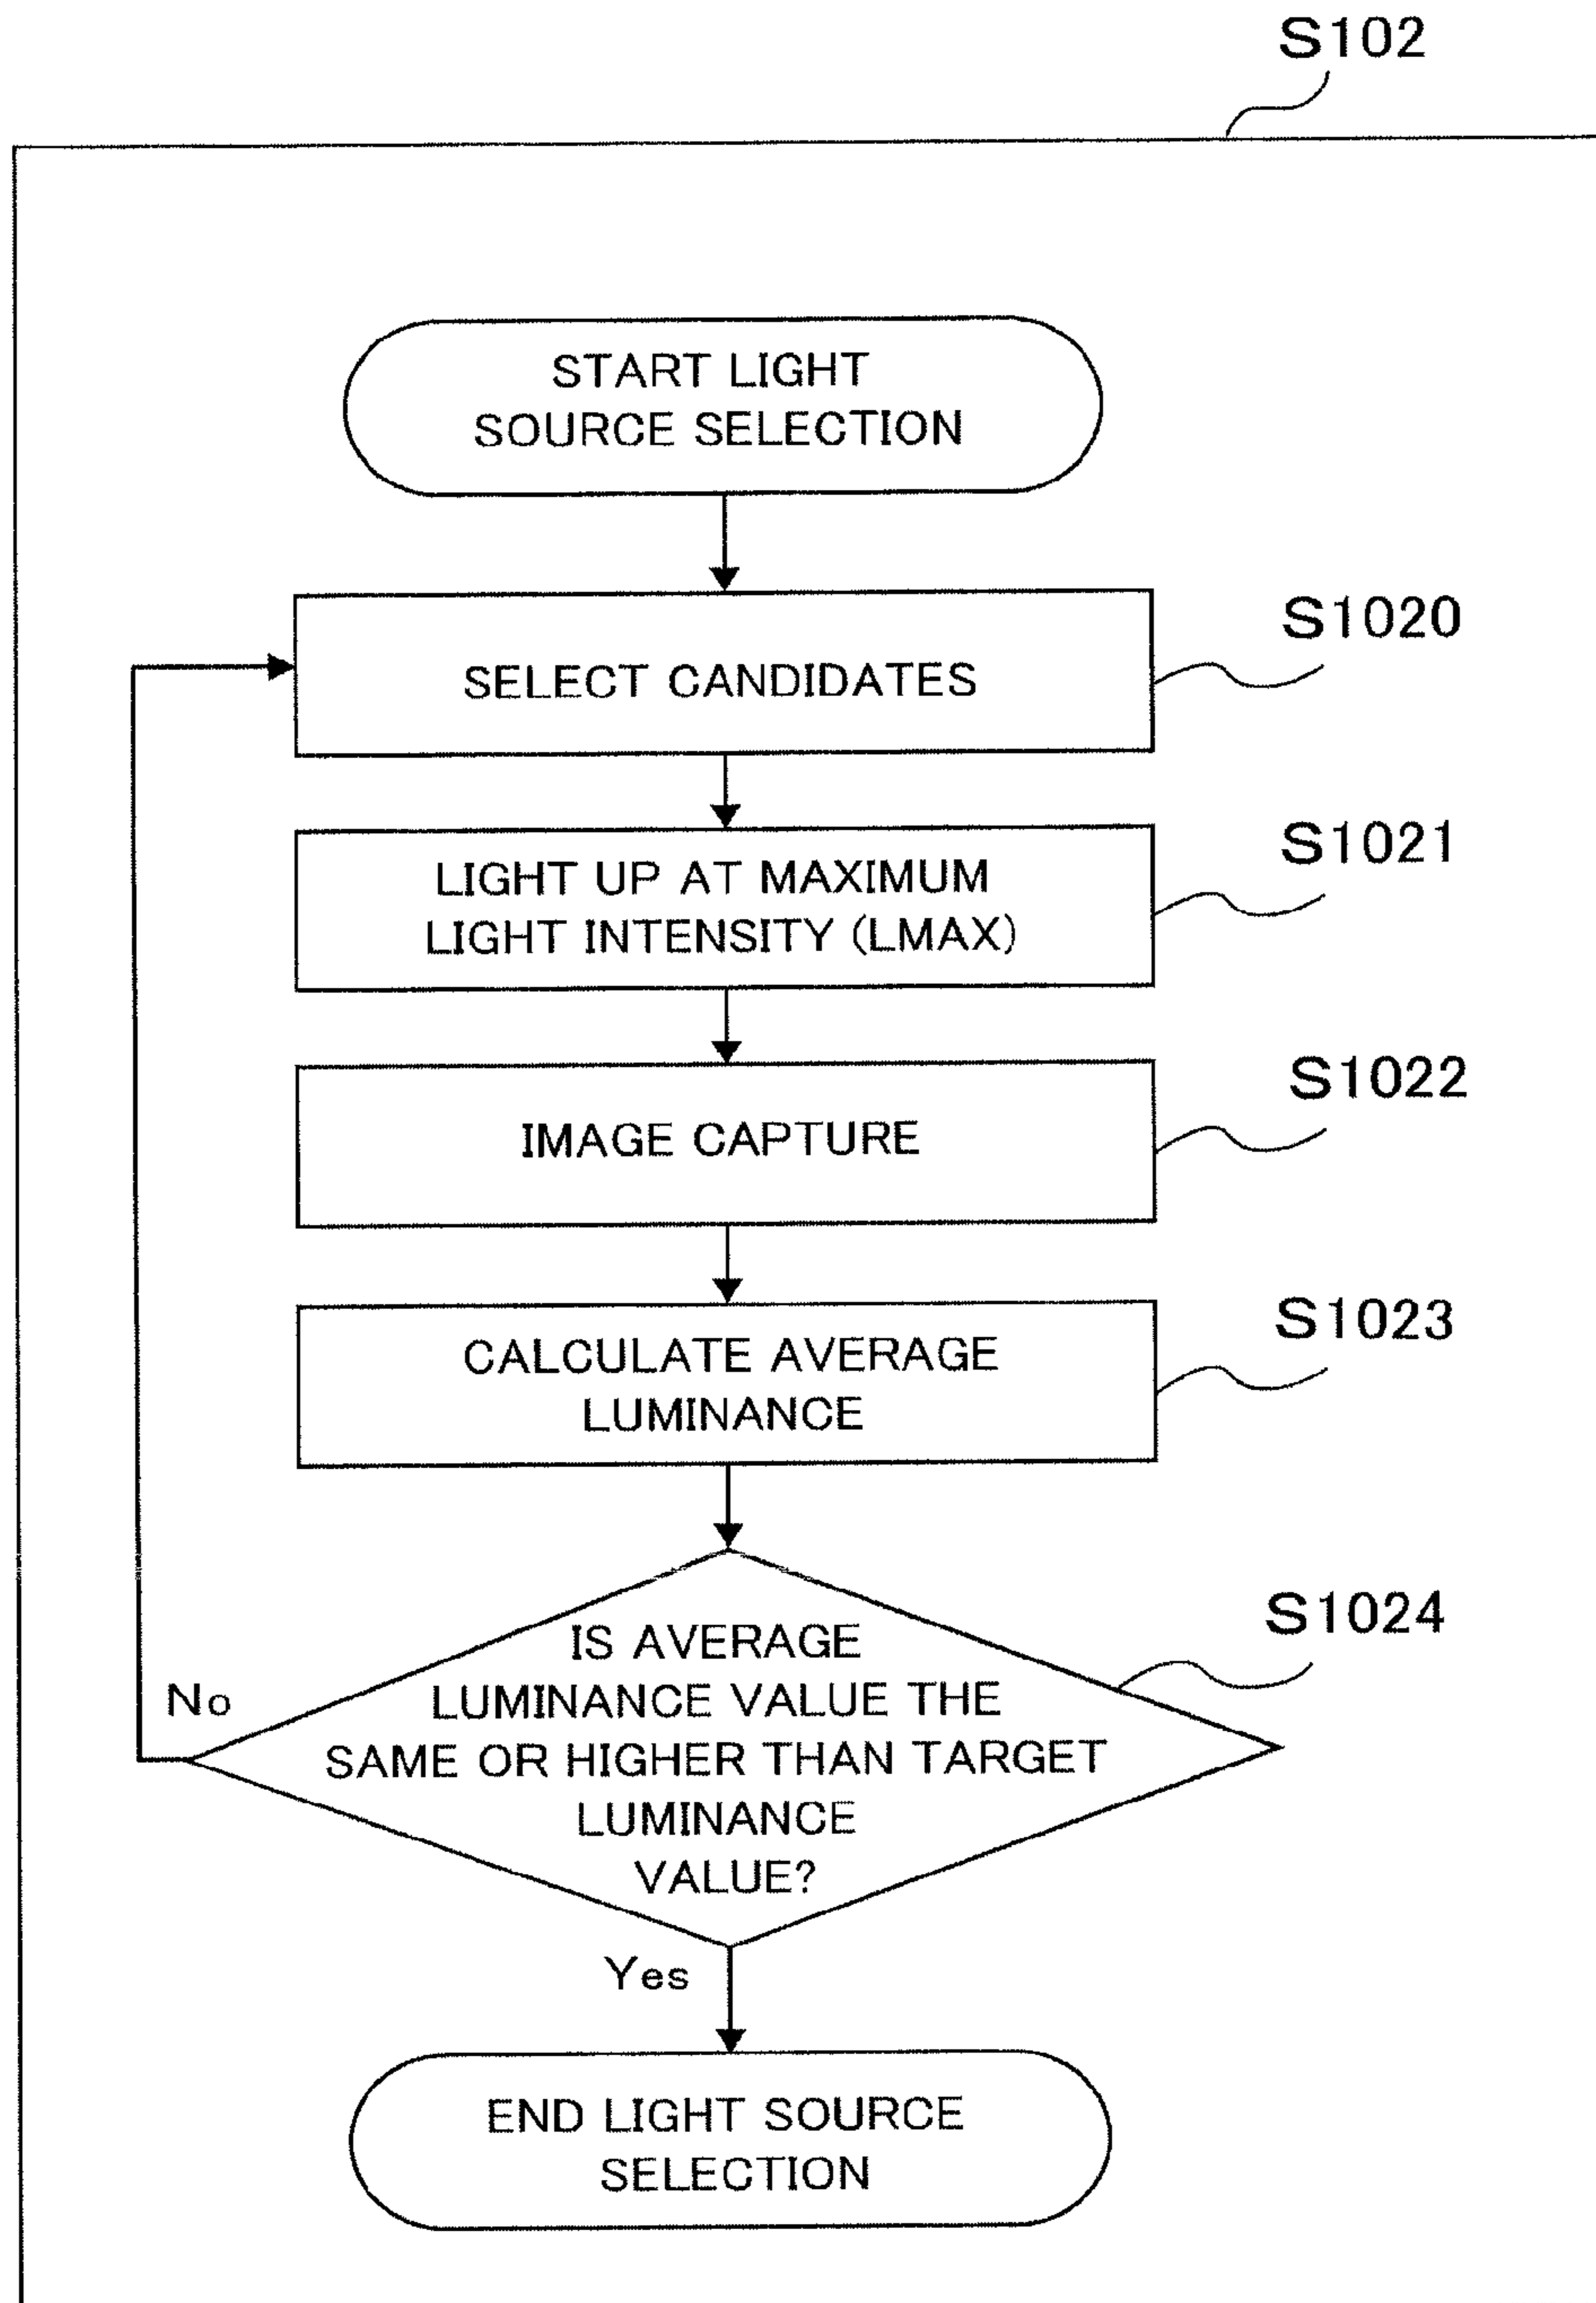 S102
START LIGHT
SOURCE SELECTION
S1020
SELECT CANDIDATES
S1021
LIGHT UP AT MAXIMUM
LIGHT INTENSITY (LMAX)
S1022
IMAGE CAPTURE
S1023
CALCULATE AVERAGE
LUMINANCE
S1024
IS AVERAGE
LUMINANCE VALUE THE
SAME OR HIGHER THAN TARGET
LUMINANCE
VALUE?
No
Yes
END LIGHT SOURCE
SELECTION